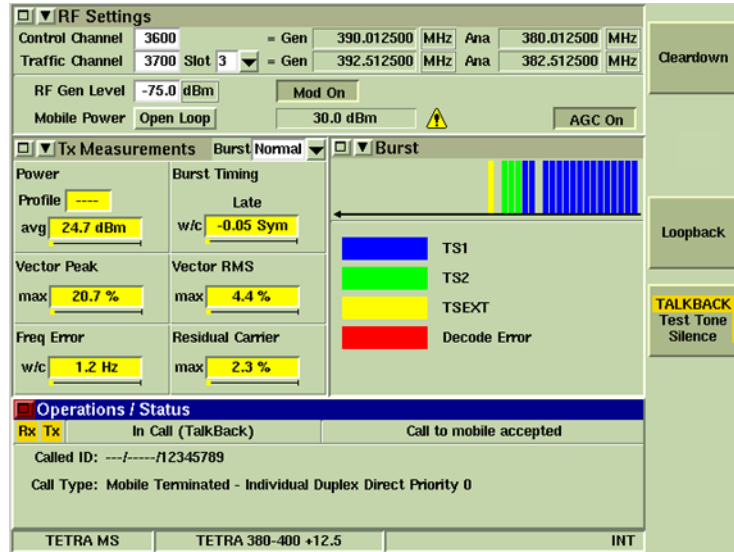 RF Settings
Control Channel 3600 = Gen 390.012500 MHz Ana 380.012500 MHz
Traffic Channel 3700 Slot 3 = Gen 392.512500 MHz Ana 382.512500 MHz
RF Gen Level -75.0 dBm Mod On
Mobile Power Open Loop 30.0 dBm AGC On
Cleardown
Tx Measurements Burst Normal
Power
Profile ----
avg 24.7 dBm
Burst Timing
Late
w/c -0.05 Sym
Vector Peak
max 20.7 %
Vector RMS
max 4.4 %
Freq Error
w/c 1.2 Hz
Residual Carrier
max 2.3 %
Burst
TS1
TS2
TSEXT
Decode Error
Loopback
TALKBACK
Test Tone
Silence
Operations / Status
Rx Tx In Call (TalkBack) Call to mobile accepted
Called ID: ---/-----/12345789
Call Type: Mobile Terminated - Individual Duplex Direct Priority 0
TETRA MS TETRA 380-400 +12.5 INT